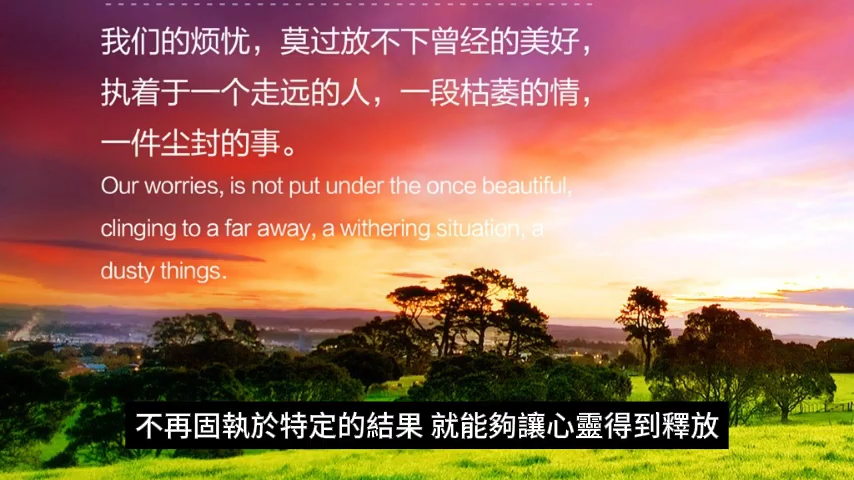 我们的烦忧，莫过放不下曾经的美好，
执着于一个走远的人，一段枯萎的情，
一件尘封的事。
Our worries, is not put under the once beautiful,
clinging to a far away, a withering situation, a
dusty things.
不再固執於特定的結果 就能夠讓心靈得到釋放